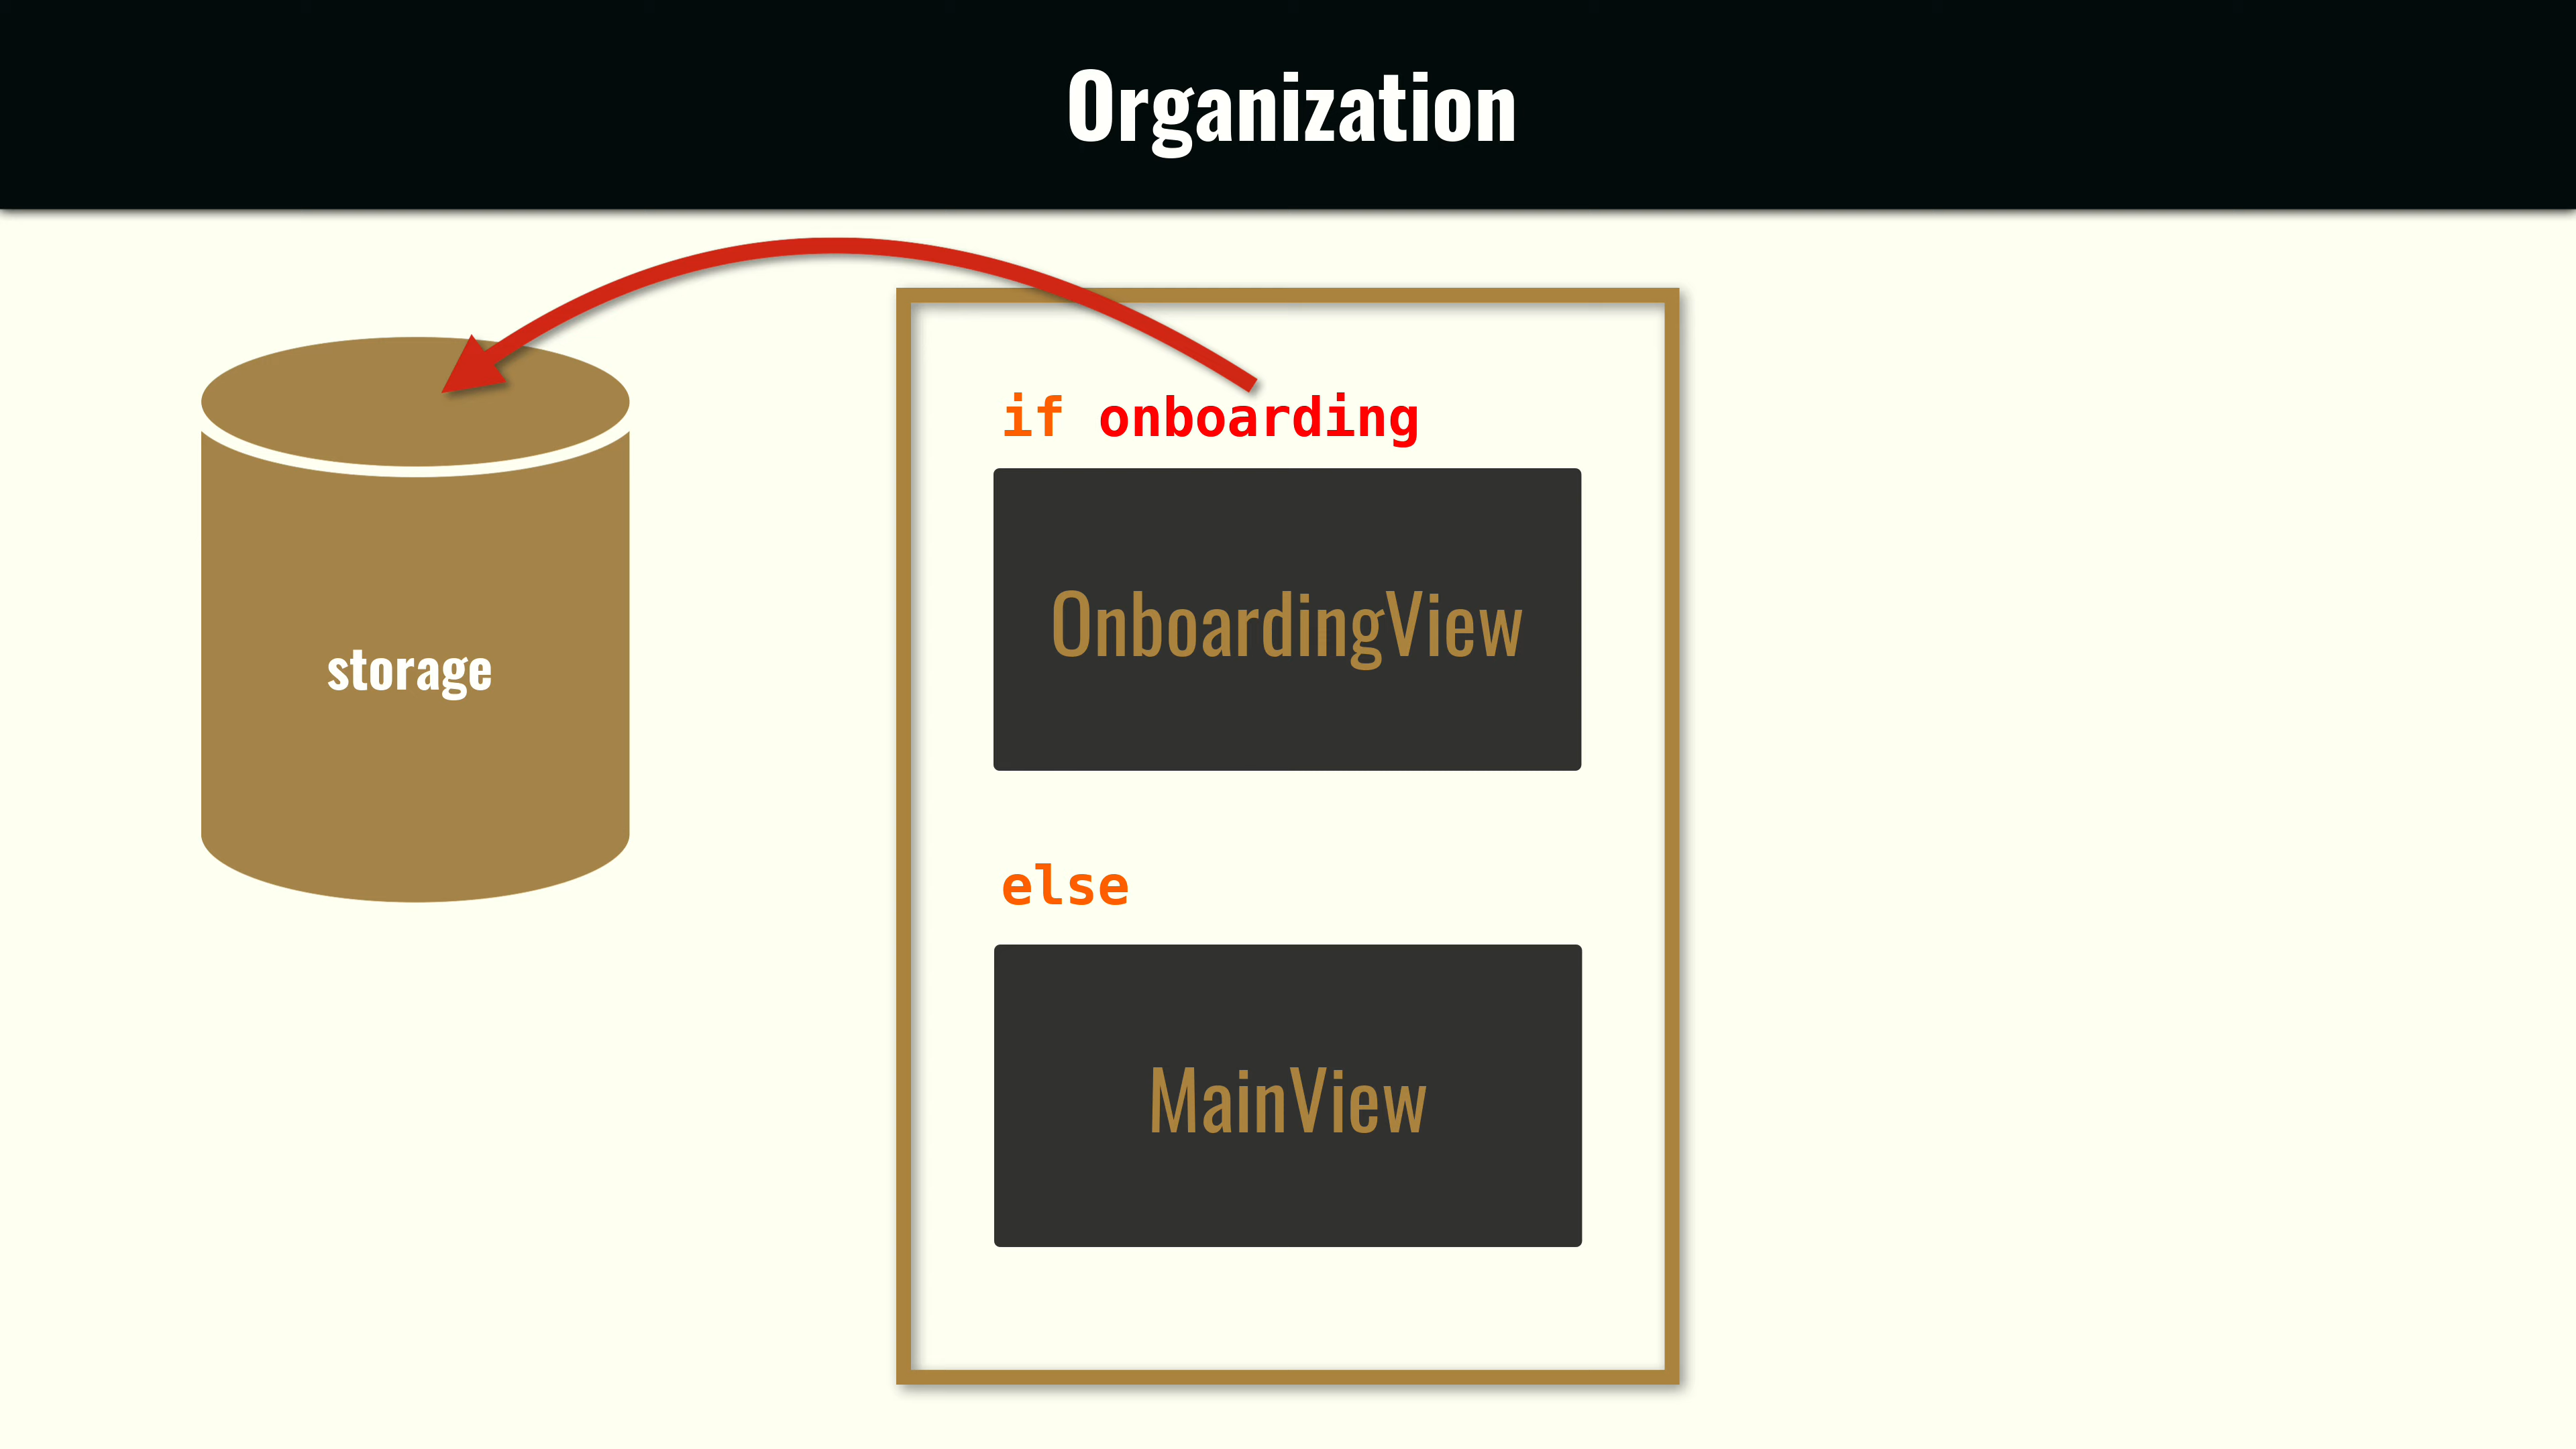 Organization
storage
if onboarding
OnboardingView
else
MainView